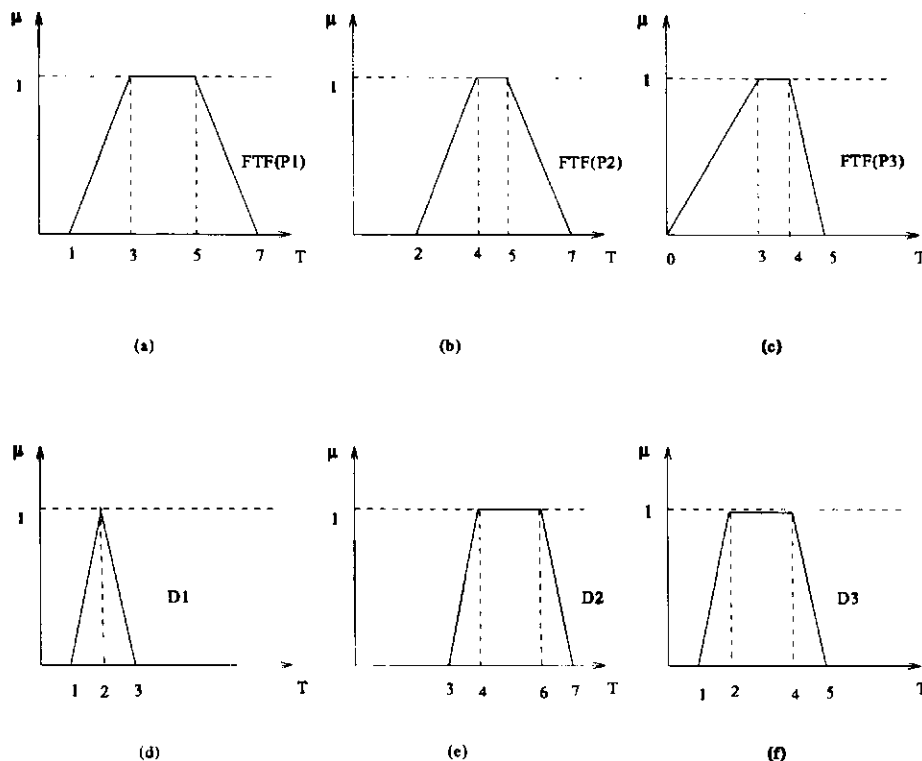 μ
1
FTF(P1)
1 3 5 7 T
(a)
μ
1
FTF(P2)
2 4 5 7 T
(b)
μ
1
FTF(P3)
0 3 4 5 T
(c)
μ
1
D1
1 2 3 T
(d)
μ
1
D2
3 4 6 7 T
(e)
μ
1
D3
1 2 4 5 T
(f)